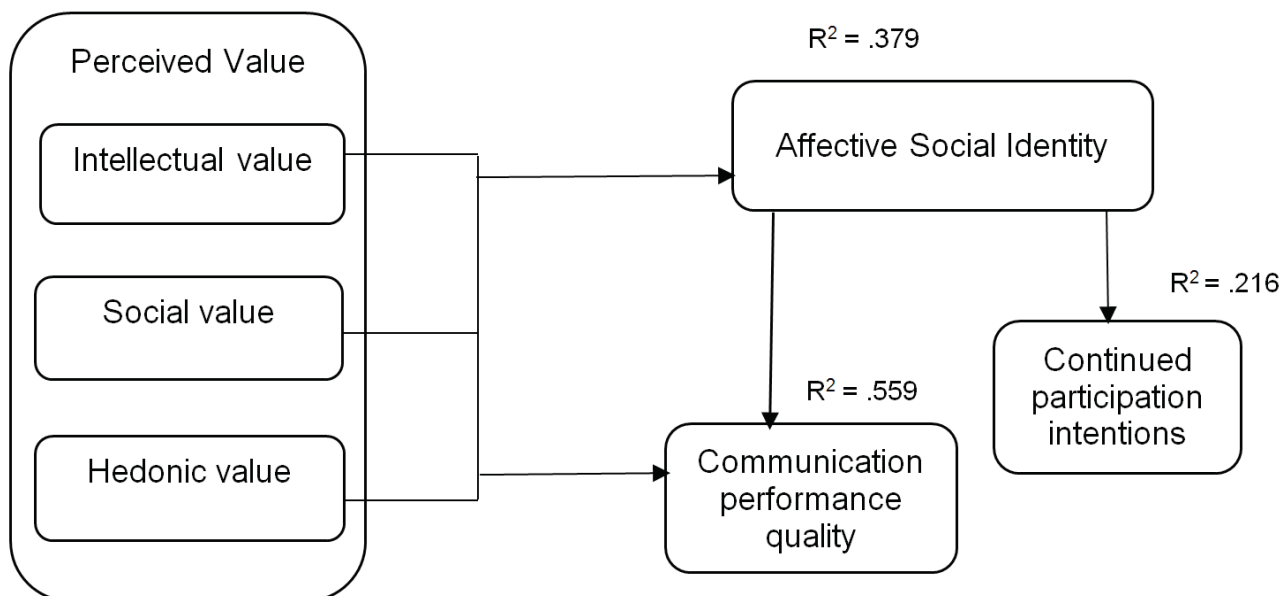 Perceived Value
Intellectual value
Social value
Hedonic value
R² = .379
Affective Social Identity
R² = .559
Communication
performance
quality
R² = .216
Continued
participation
intentions